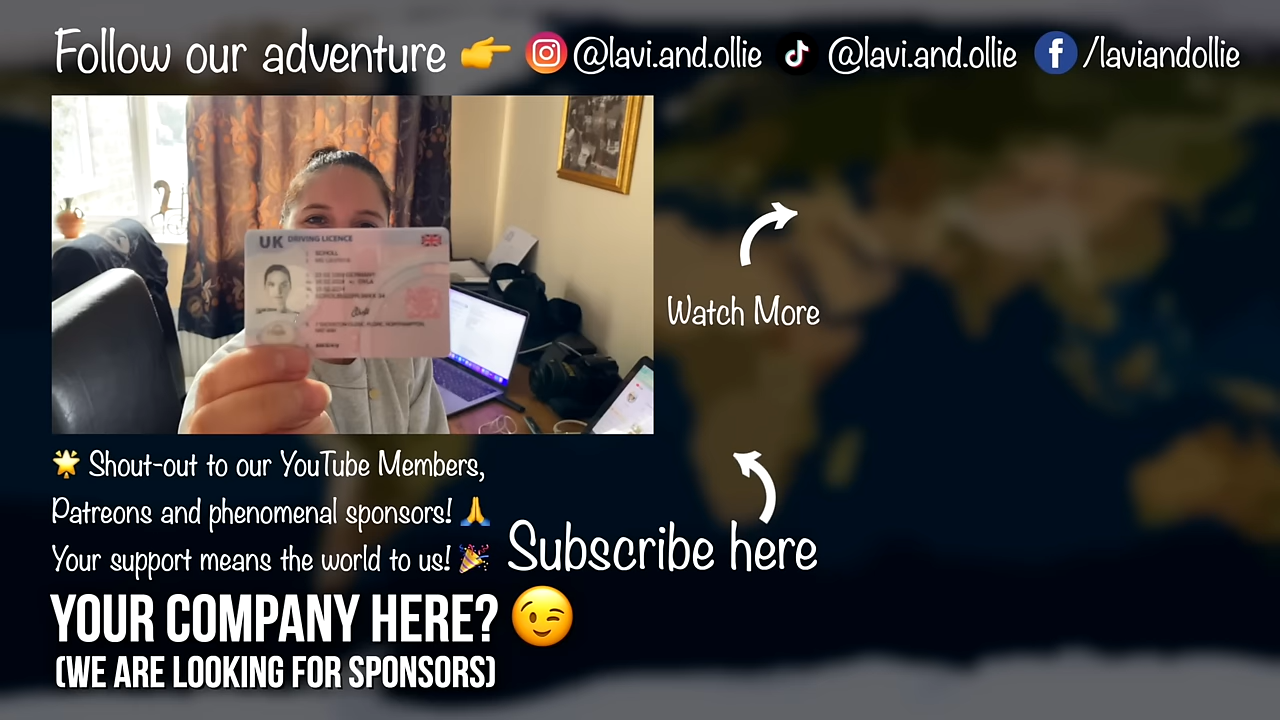 Follow our adventure 👉 @lavi.and.ollie @lavi.and.ollie /laviandollie
UK DRIVING LICENCE
Watch More
🌟 Shout-out to our YouTube Members,
Patreons and phenomenal sponsors! 🙏
Your support means the world to us! 🎉
Subscribe here
YOUR COMPANY HERE? 😉
(WE ARE LOOKING FOR SPONSORS)